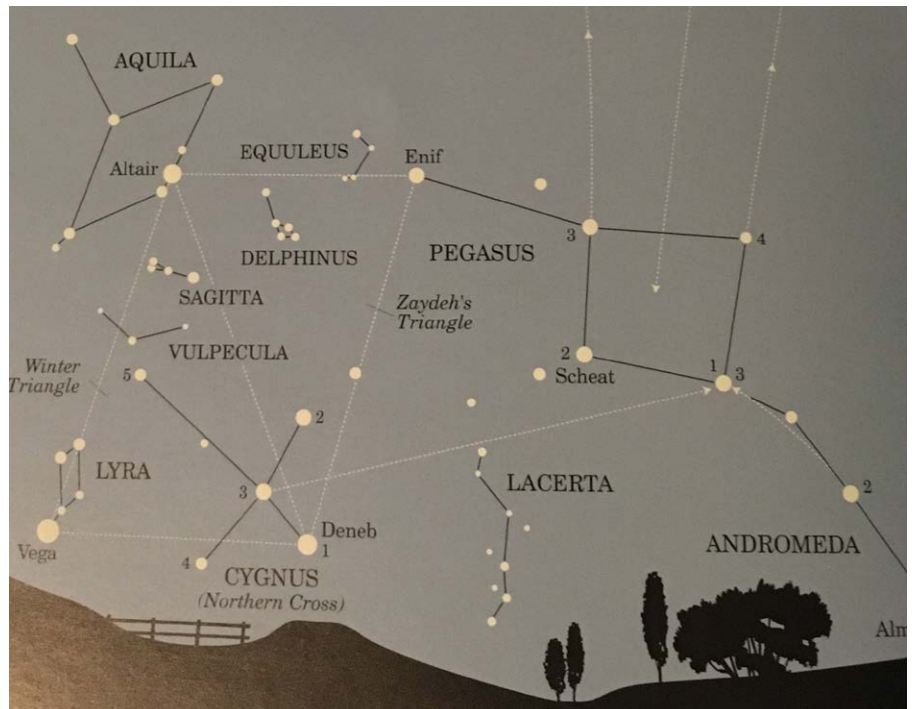 AQUILA
Altair
EQUULEUS
Enif
DELPHINUS
PEGASUS
3
4
SAGITTA
Zaydeh's
Triangle
VULPECULA
Winter
Triangle
5
2
Scheat
1
3
2
LYRA
3
LACERTA
2
Vega
Deneb
1
4
CYGNUS
(Northern Cross)
ANDROMEDA
Alm